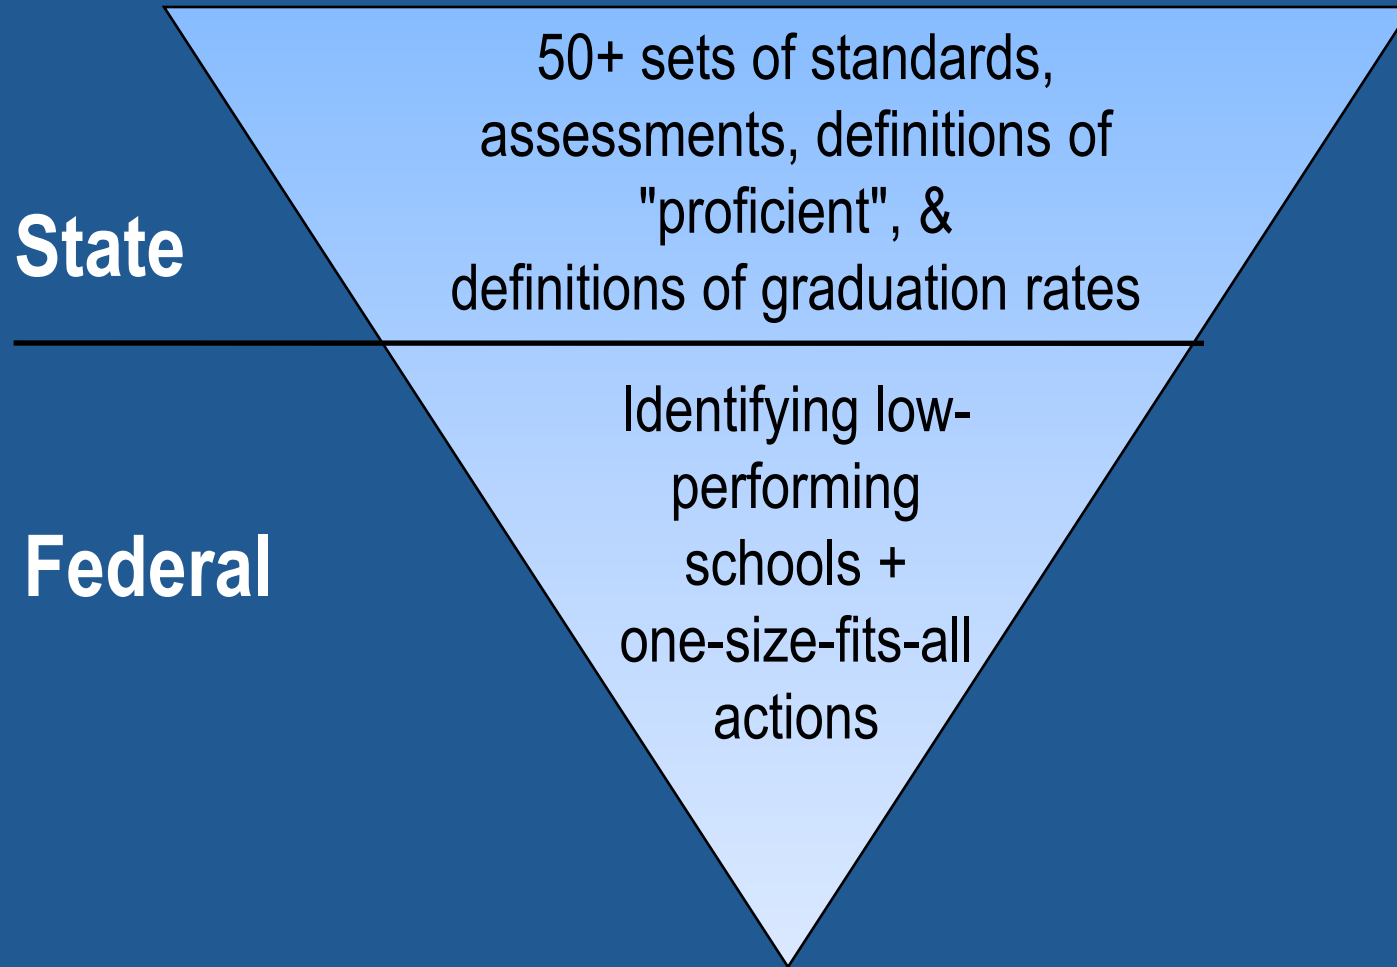 50+ sets of standards,
assessments, definitions of
"proficient", &
definitions of graduation rates
State
Identifying low-
performing
schools +
one-size-fits-all
actions
Federal